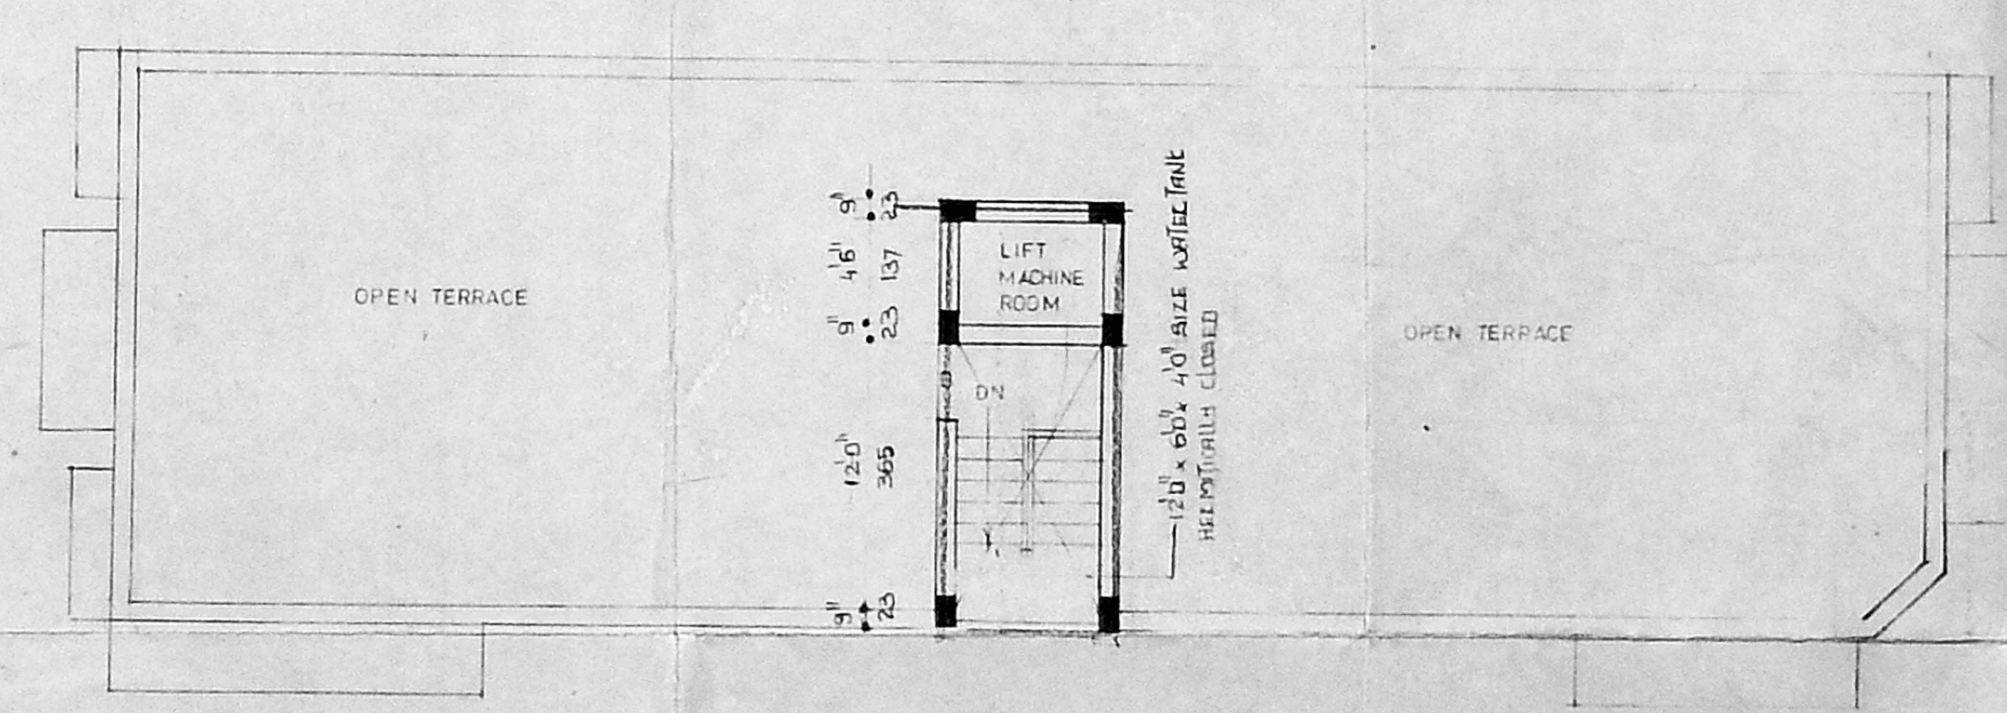 OPEN TERRACE
9"
23
4'6"
137
9"
23
12'0"
365
9"
23
LIFT
MACHINE
ROOM
DN
12'0" x 6'0" x 4'0" SIZE WATER TANK
HERMITICALLY CLOSED
OPEN TERRACE